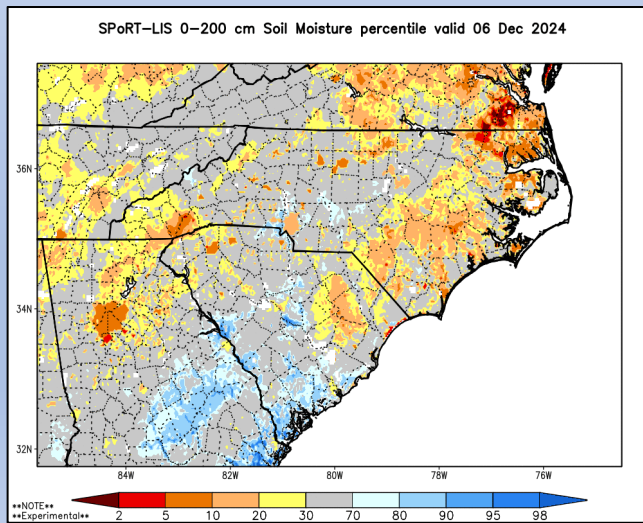 SPoRT-LIS 0-200 cm Soil Moisture percentile valid 06 Dec 2024
36N
34N
32N
84W 82W 80W 78W 76W
**NOTE**
**Experimental**
2 5 10 20 30 70 80 90 95 98